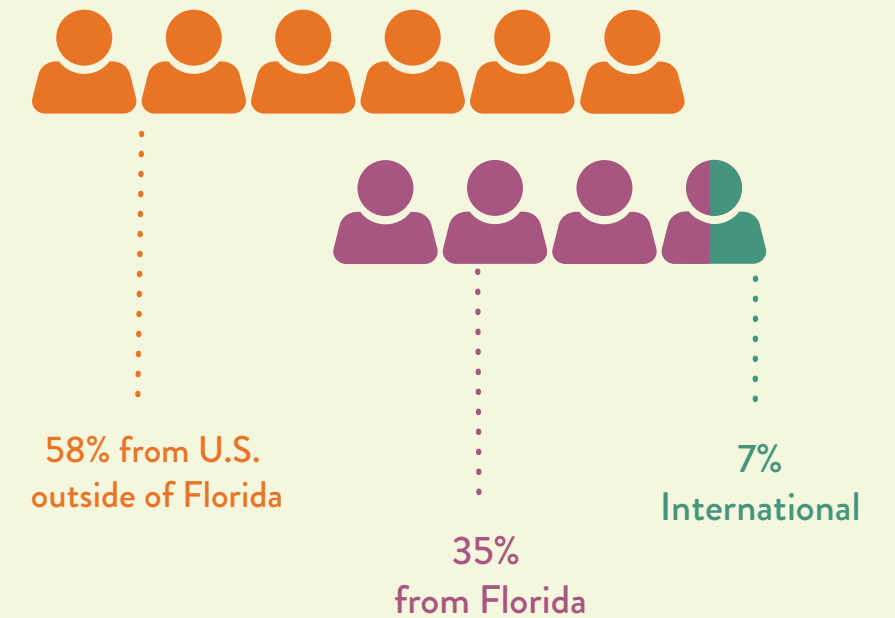 58% from U.S.
outside of Florida
35%
from Florida
7%
International